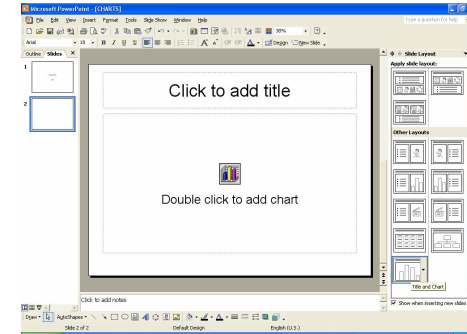 Microsoft PowerPoint - [CHARTS]
File Edit View Insert Format Tools Slide Show Window Help
Type a question for help
38%
Arial 18 B I U S A A A Design New Slide
Outline Slides
Slide Layout
Apply slide layout:
1
2
Click to add title
Double click to add chart
Other Layouts
Title and Chart
Show when inserting new slides
Click to add notes
Draw AutoShapes
Slide 2 of 2 Default Design English (U.S.)